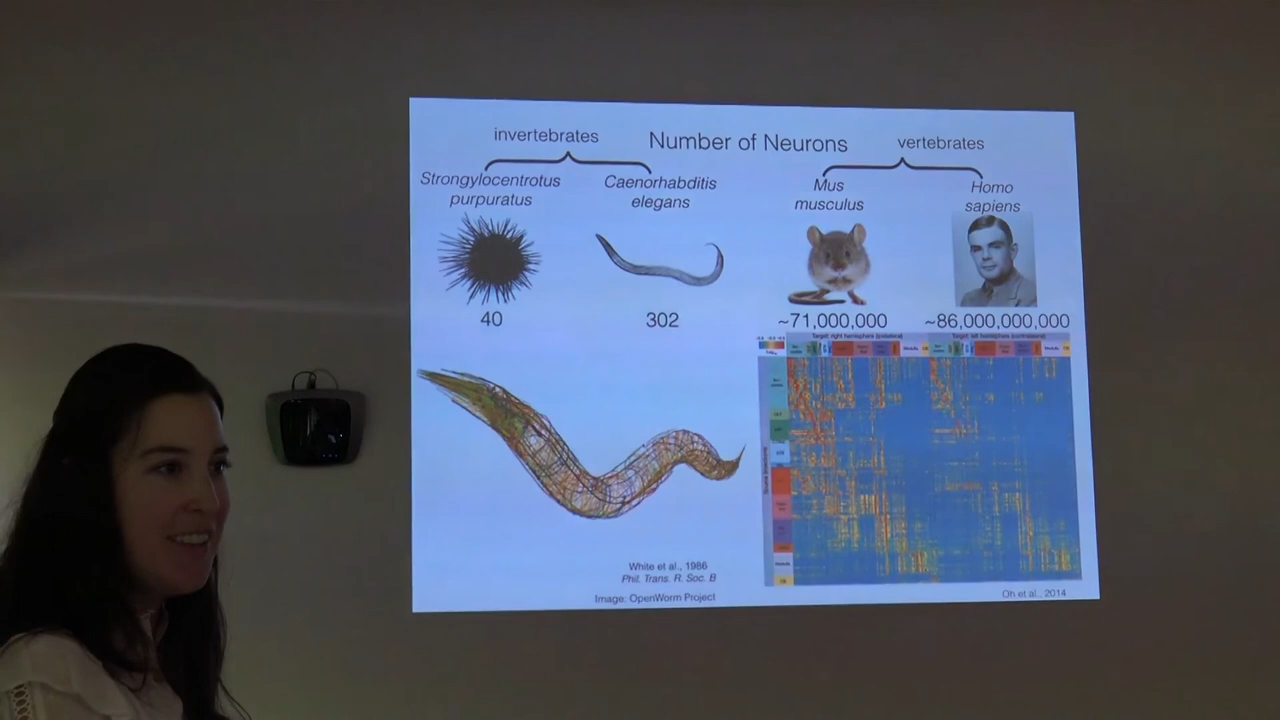 invertebrates
Number of Neurons
vertebrates
Strongylocentrotus
purpuratus
Caenorhabditis
elegans
Mus
musculus
Homo
sapiens
40
302
~71,000,000
~86,000,000,000
Target: right hemisphere (ipsilateral)
Target: left hemisphere (contralateral)
White et al., 1986
Phil. Trans. R. Soc. B
Image: OpenWorm Project
Oh et al., 2014